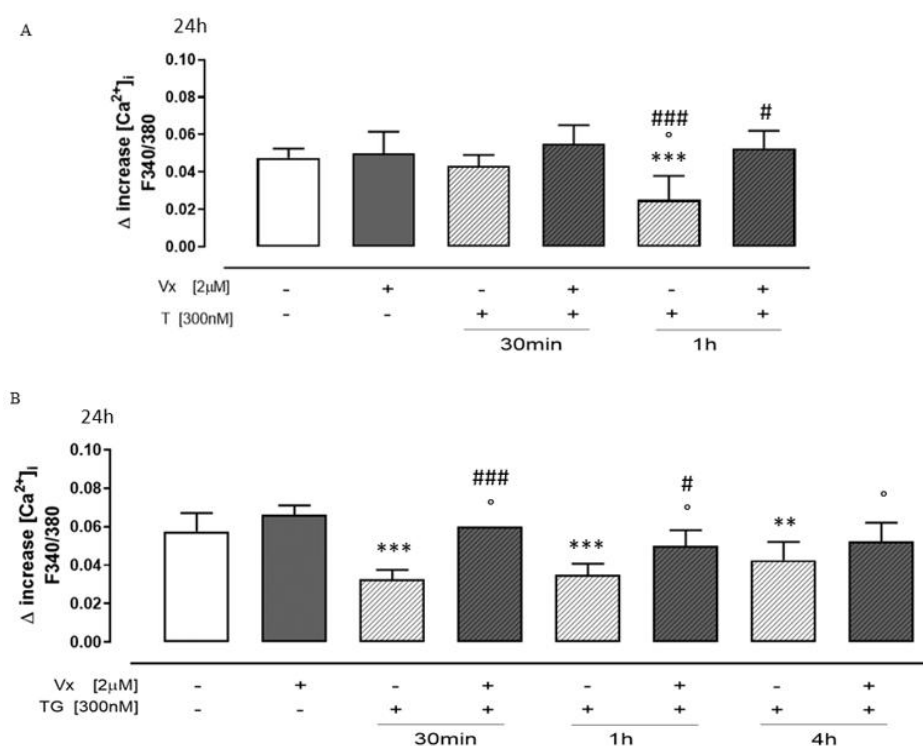 A
24h
Δ increase [Ca²⁺]i
F340/380
0.10
0.08
0.06
0.04
0.02
0.00
***
°
###
#
Vx [2µM] - + - + - +
T [300nM] - - + + + +
30min 1h
B
24h
Δ increase [Ca²⁺]i
F340/380
0.10
0.08
0.06
0.04
0.02
0.00
***
###
°
***
#
°
**
°
Vx [2µM] - + - + - + - +
TG [300nM] - - + + + + + +
30min 1h 4h